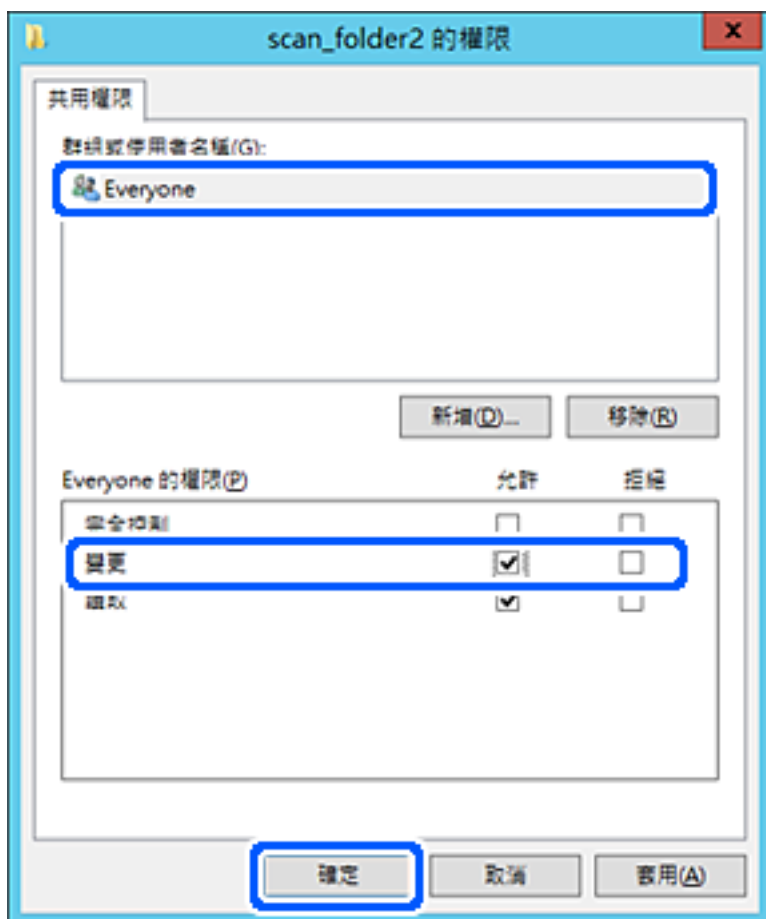 scan_folder2 的權限
共用權限
群組或使用者名稱(G):
Everyone
新增(D)... 移除(R)
Everyone 的權限(P) 允許 拒絕
完全控制
變更
讀取
確定 取消 套用(A)